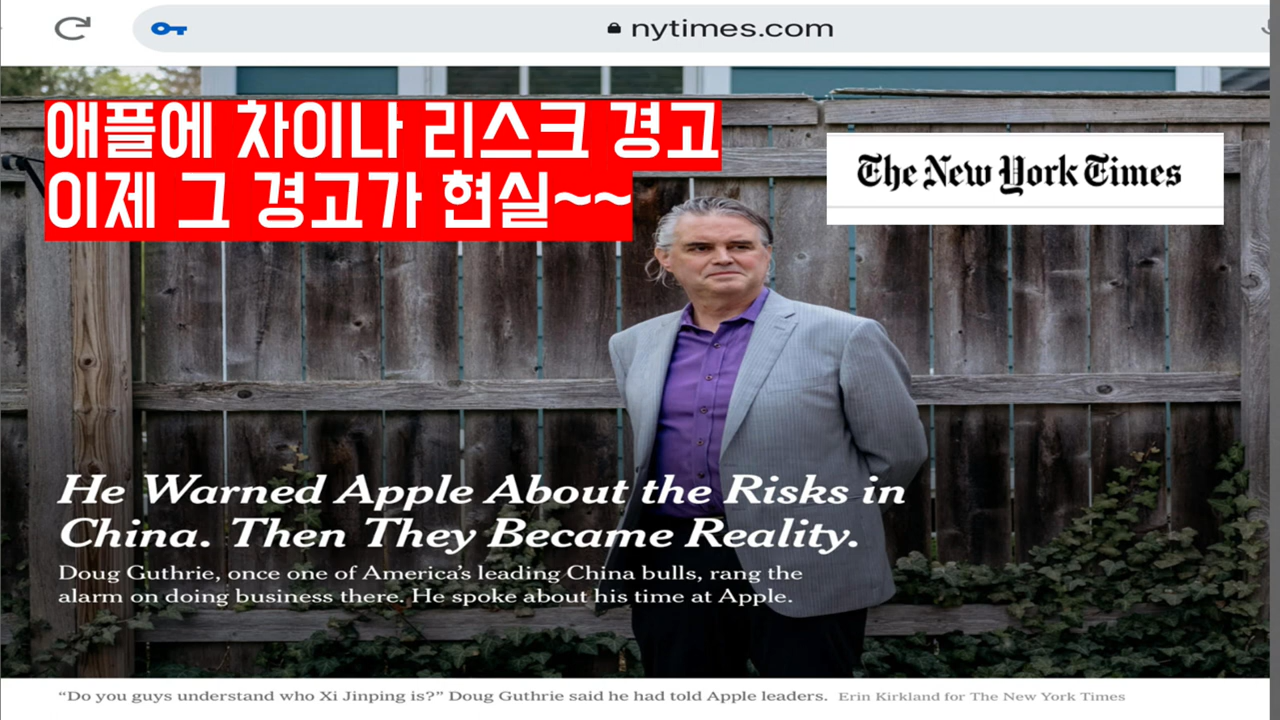 nytimes.com
애플에 차이나 리스크 경고
이제 그 경고가 현실~~
The New York Times
He Warned Apple About the Risks in
China. Then They Became Reality.
Doug Guthrie, once one of America's leading China bulls, rang the
alarm on doing business there. He spoke about his time at Apple.
“Do you guys understand who Xi Jinping is?” Doug Guthrie said he had told Apple leaders. Erin Kirkland for The New York Times